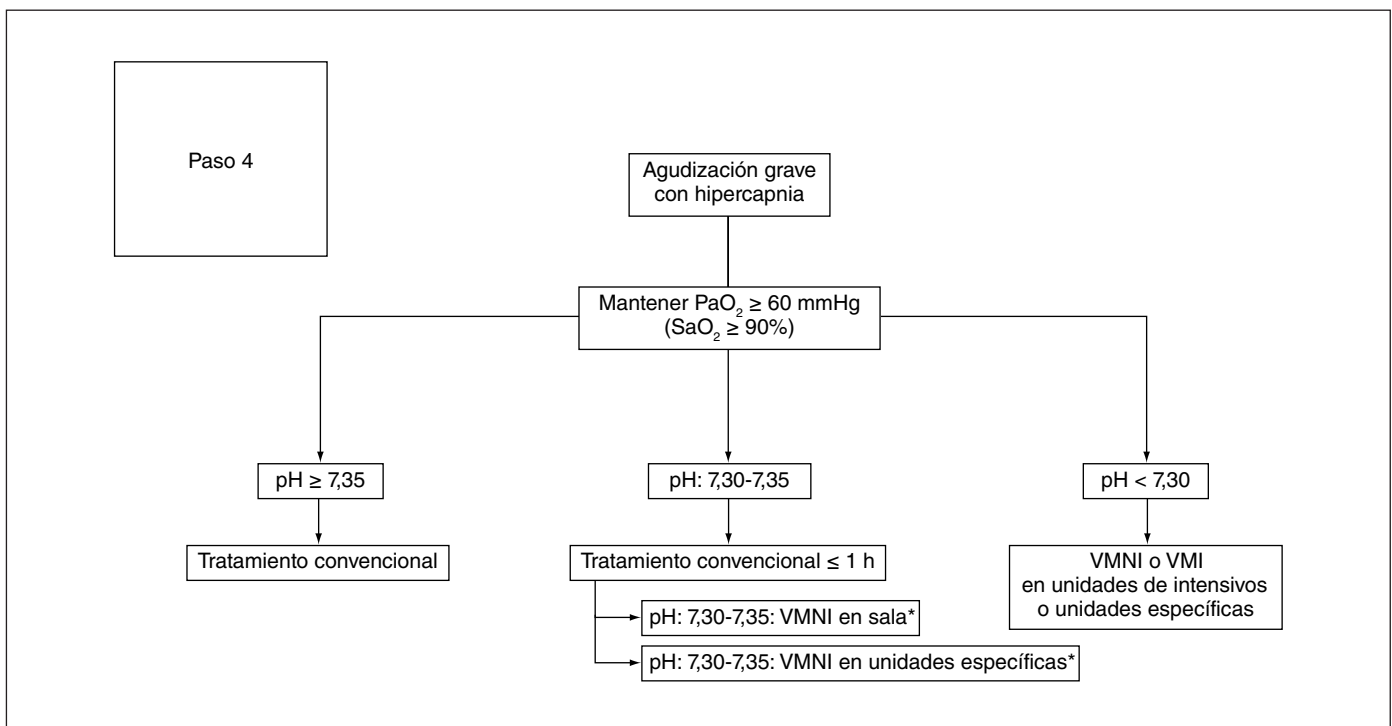 Paso 4
Agudización grave
con hipercapnia
Mantener PaO₂ ≥ 60 mmHg
(SaO₂ ≥ 90%)
pH ≥ 7,35
pH: 7,30-7,35
pH < 7,30
Tratamiento convencional
Tratamiento convencional ≤ 1 h
VMNI o VMI
en unidades de intensivos
o unidades específicas
pH: 7,30-7,35: VMNI en sala*
pH: 7,30-7,35: VMNI en unidades específicas*